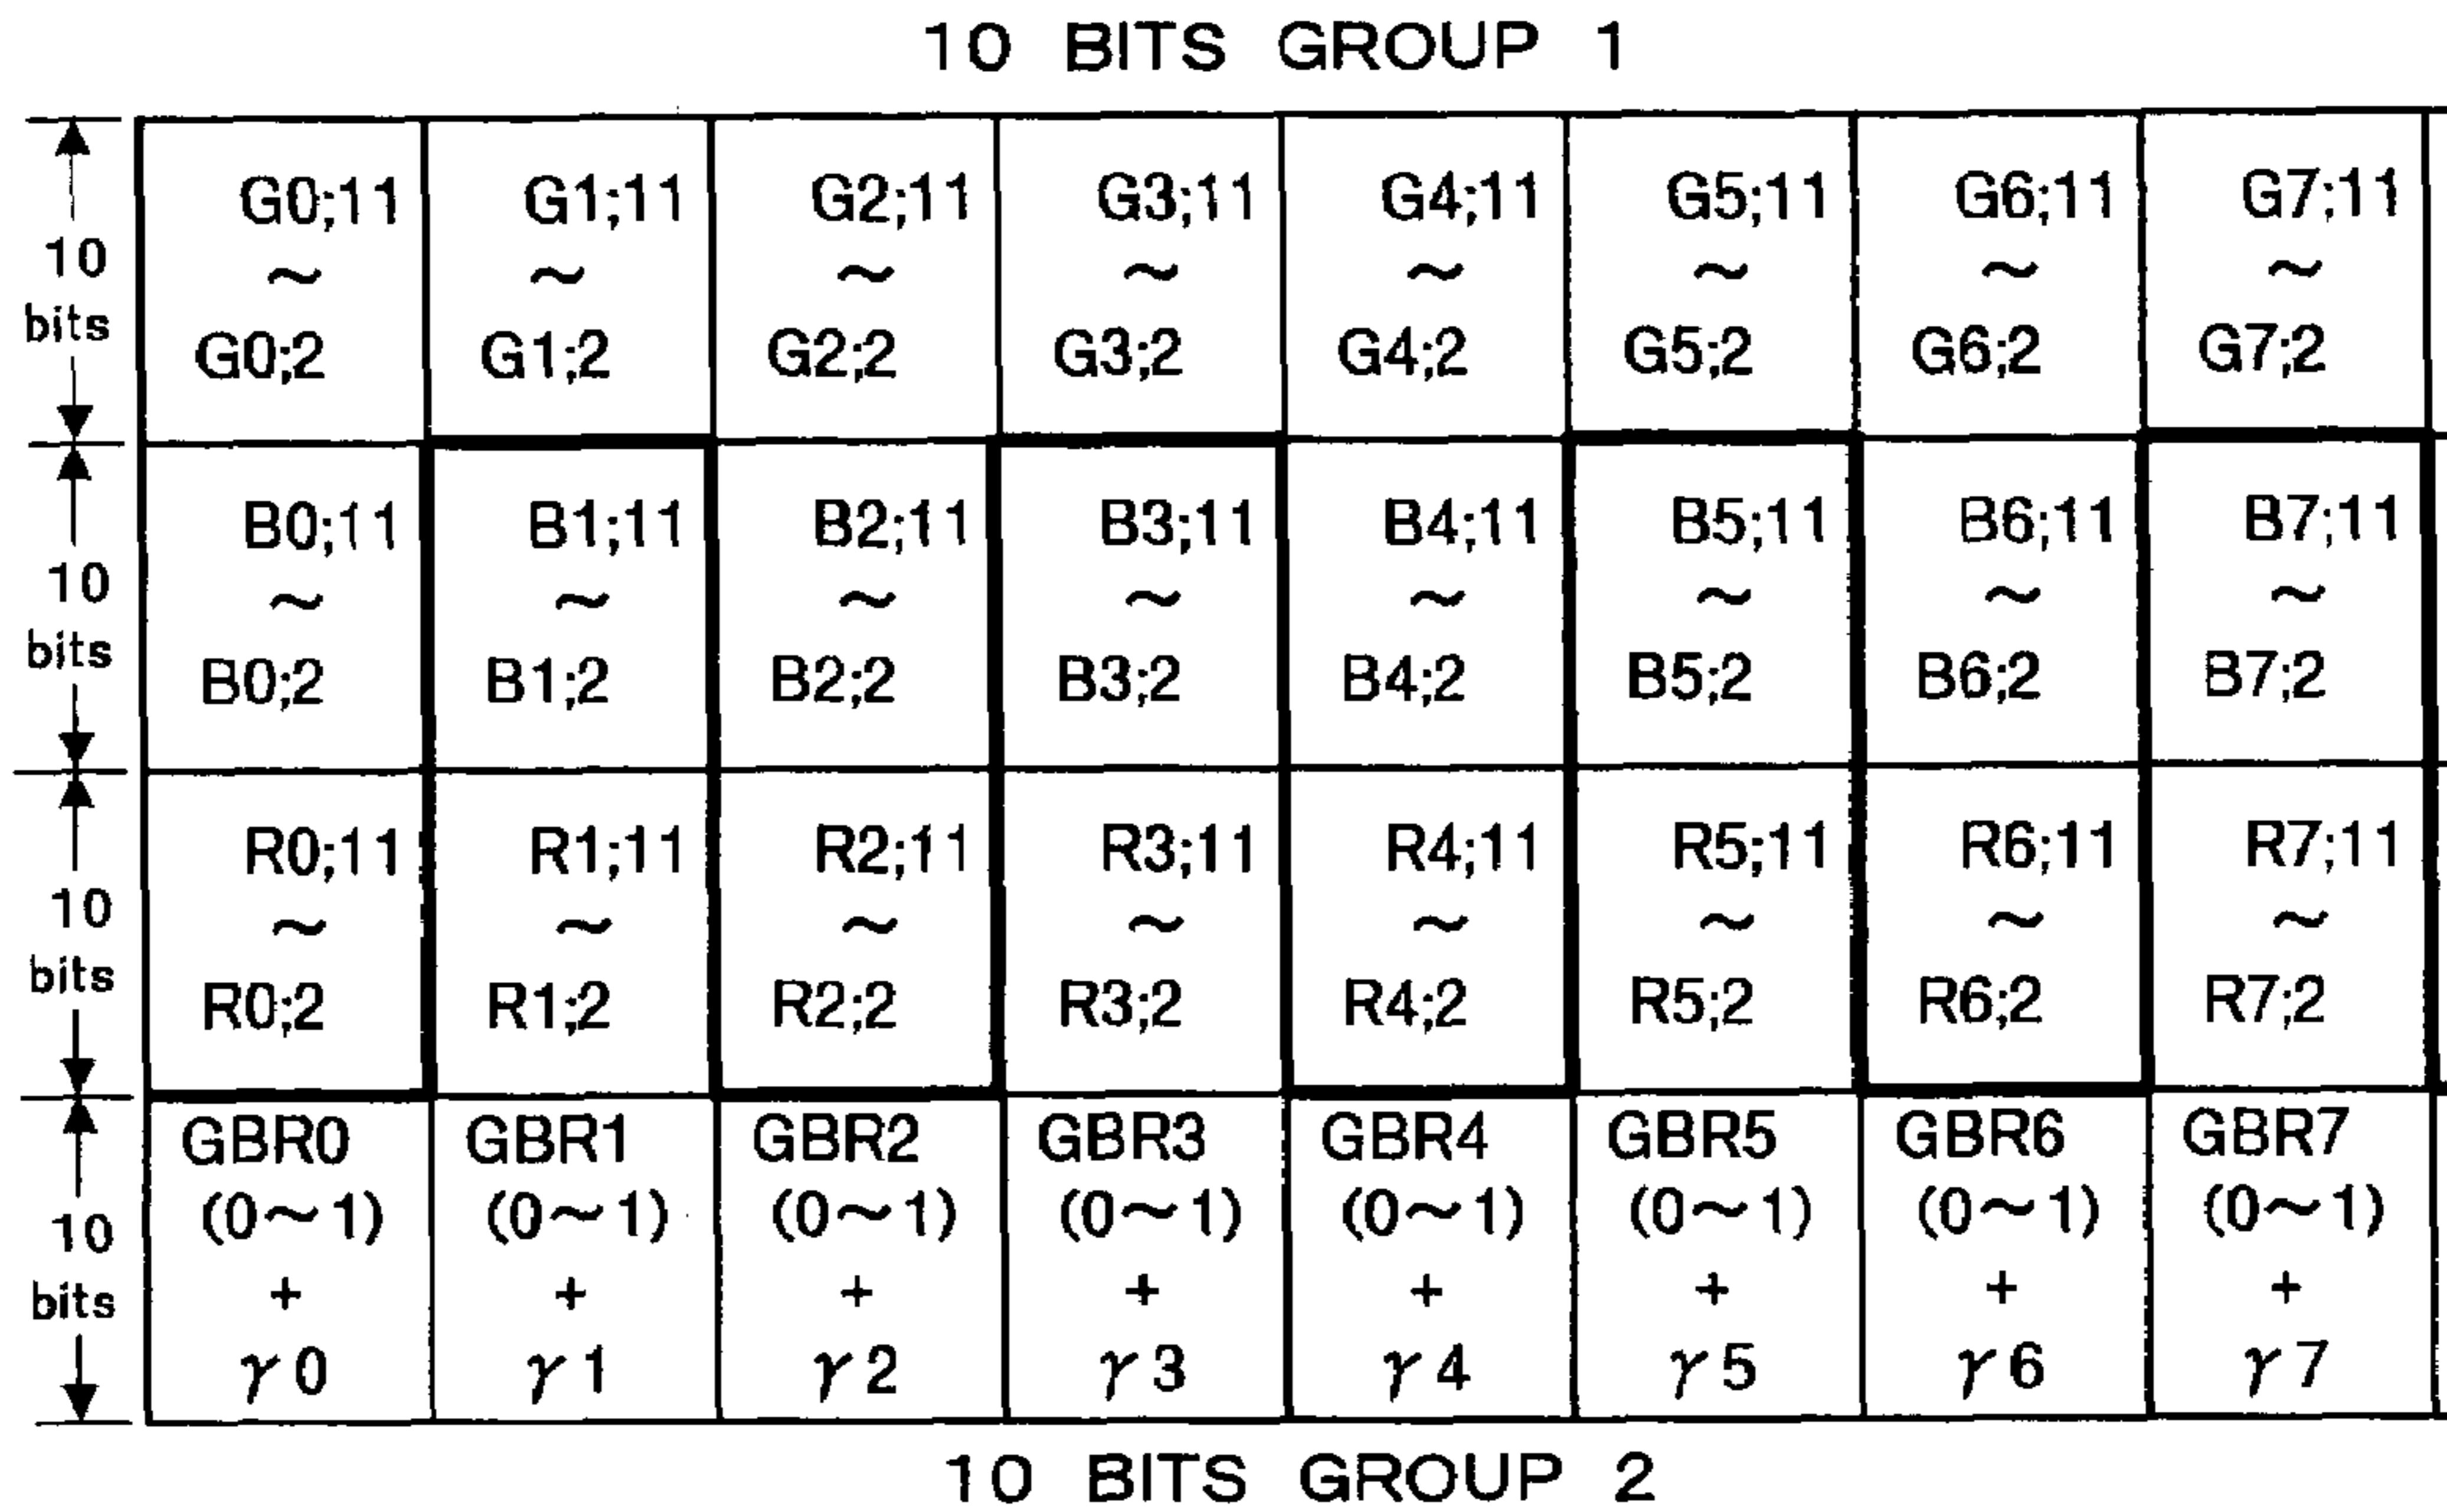 10 BITS GROUP 1
10 bits
G0;11 G1;11 G2;11 G3;11 G4;11 G5;11 G6;11 G7;11
~ ~ ~ ~ ~ ~ ~ ~
G0;2 G1;2 G2;2 G3;2 G4;2 G5;2 G6;2 G7;2
10 bits
B0;11 B1;11 B2;11 B3;11 B4;11 B5;11 B6;11 B7;11
~ ~ ~ ~ ~ ~ ~ ~
B0;2 B1;2 B2;2 B3;2 B4;2 B5;2 B6;2 B7;2
10 bits
R0;11 R1;11 R2;11 R3;11 R4;11 R5;11 R6;11 R7;11
~ ~ ~ ~ ~ ~ ~ ~
R0;2 R1;2 R2;2 R3;2 R4;2 R5;2 R6;2 R7;2
10 bits
GBR0 GBR1 GBR2 GBR3 GBR4 GBR5 GBR6 GBR7
(0~1) (0~1) (0~1) (0~1) (0~1) (0~1) (0~1) (0~1)
+ + + + + + + +
γ0 γ1 γ2 γ3 γ4 γ5 γ6 γ7
10 BITS GROUP 2